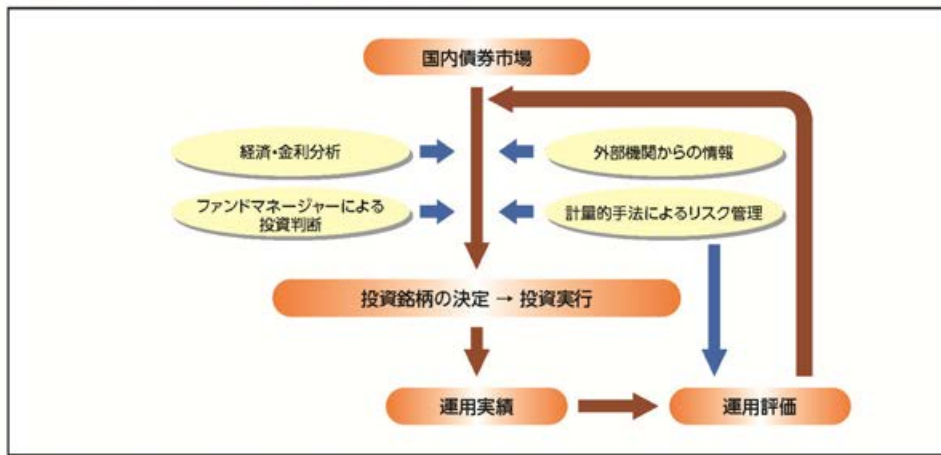 国内債券市場
経済・金利分析
外部機関からの情報
ファンドマネージャーによる
投資判断
計量的手法によるリスク管理
投資銘柄の決定 → 投資実行
運用実績
運用評価